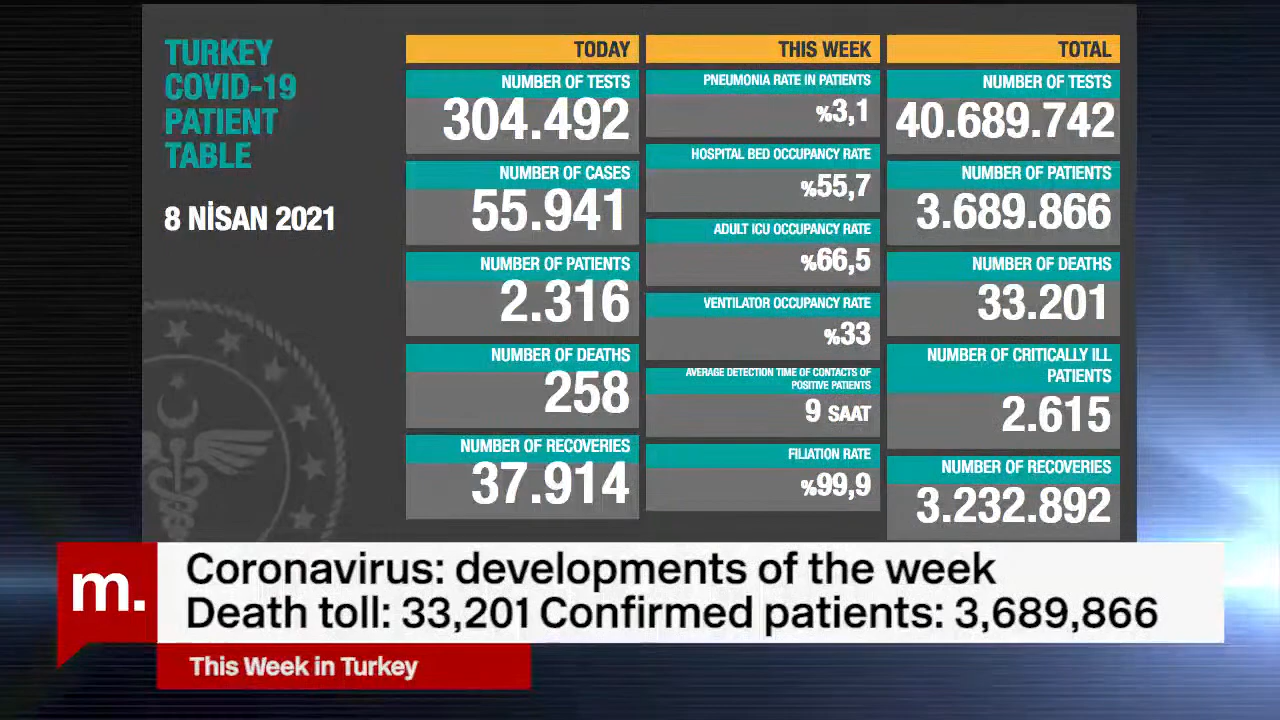 TURKEY
COVID-19
PATIENT
TABLE
8 NİSAN 2021
TODAY
NUMBER OF TESTS
304.492
NUMBER OF CASES
55.941
NUMBER OF PATIENTS
2.316
NUMBER OF DEATHS
258
NUMBER OF RECOVERIES
37.914
THIS WEEK
PNEUMONIA RATE IN PATIENTS
%3,1
HOSPITAL BED OCCUPANCY RATE
%55,7
ADULT ICU OCCUPANCY RATE
%66,5
VENTILATOR OCCUPANCY RATE
%33
AVERAGE DETECTION TIME OF CONTACTS OF
POSITIVE PATIENTS
9 SAAT
FILIATION RATE
%99,9
TOTAL
NUMBER OF TESTS
40.689.742
NUMBER OF PATIENTS
3.689.866
NUMBER OF DEATHS
33.201
NUMBER OF CRITICALLY ILL
PATIENTS
2.615
NUMBER OF RECOVERIES
3.232.892
m.
Coronavirus: developments of the week
Death toll: 33,201 Confirmed patients: 3,689,866
This Week in Turkey